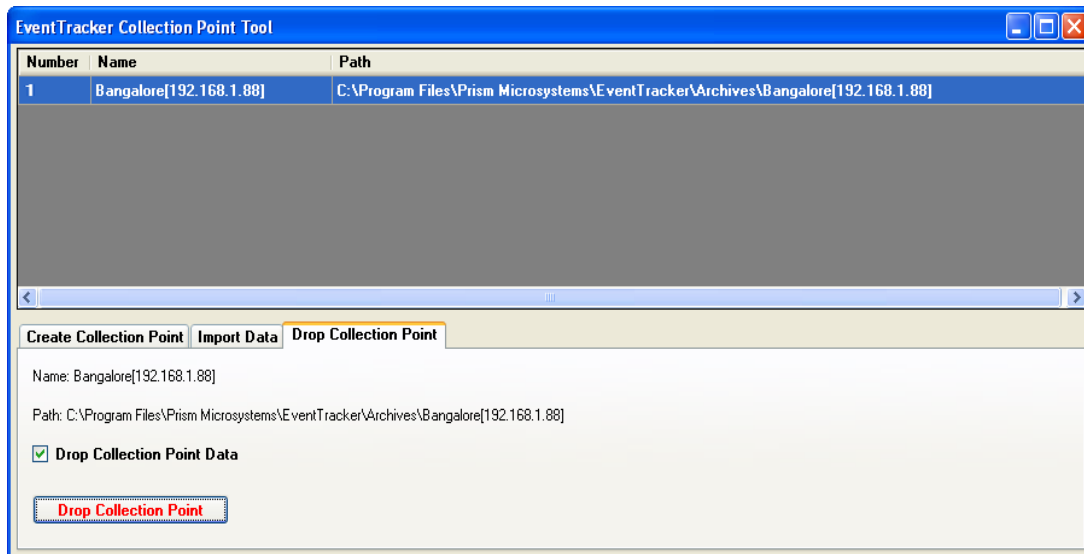 EventTracker Collection Point Tool
Number Name Path
1 Bangalore[192.168.1.88] C:\Program Files\Prism Microsystems\EventTracker\Archives\Bangalore[192.168.1.88]
Create Collection Point Import Data Drop Collection Point
Name: Bangalore[192.168.1.88]
Path: C:\Program Files\Prism Microsystems\EventTracker\Archives\Bangalore[192.168.1.88]
Drop Collection Point Data
Drop Collection Point